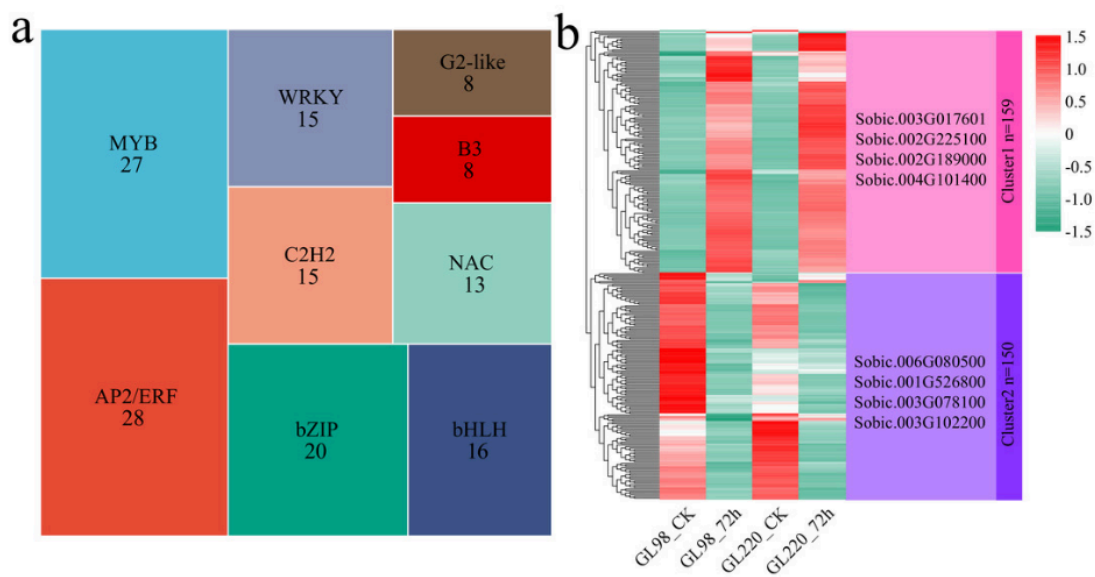 a
MYB
27
AP2/ERF
28
WRKY
15
C2H2
15
G2-like
8
B3
8
NAC
13
bZIP
20
bHLH
16
b
Sobic.003G017601
Sobic.002G225100
Sobic.002G189000
Sobic.004G101400
Cluster1 n=159
Sobic.006G080500
Sobic.001G526800
Sobic.003G078100
Sobic.003G102200
Cluster2 n=150
1.5
1.0
0.5
0
-0.5
-1.0
-1.5
GL98_CK
GL98_72h
GL220_CK
GL220_72h